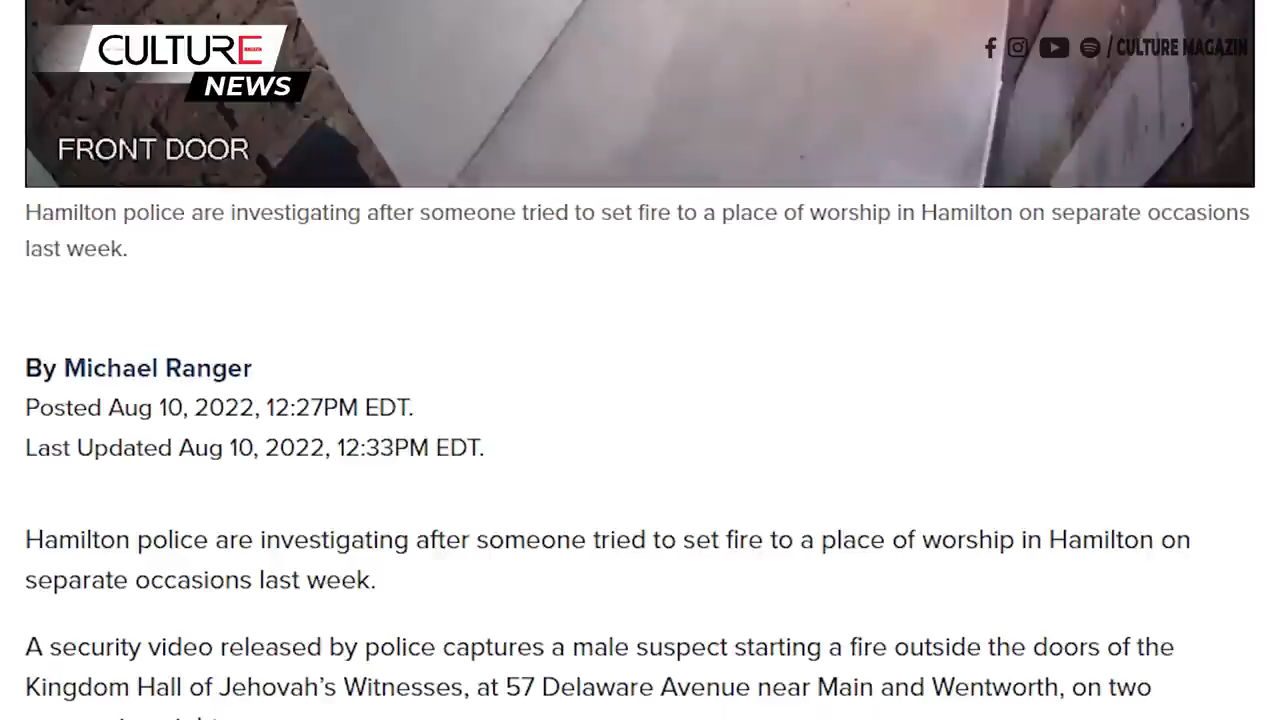 CULTURE
NEWS
/ CULTURE MAGAZIN
FRONT DOOR
Hamilton police are investigating after someone tried to set fire to a place of worship in Hamilton on separate occasions
last week.
By Michael Ranger
Posted Aug 10, 2022, 12:27PM EDT.
Last Updated Aug 10, 2022, 12:33PM EDT.
Hamilton police are investigating after someone tried to set fire to a place of worship in Hamilton on
separate occasions last week.
A security video released by police captures a male suspect starting a fire outside the doors of the
Kingdom Hall of Jehovah’s Witnesses, at 57 Delaware Avenue near Main and Wentworth, on two